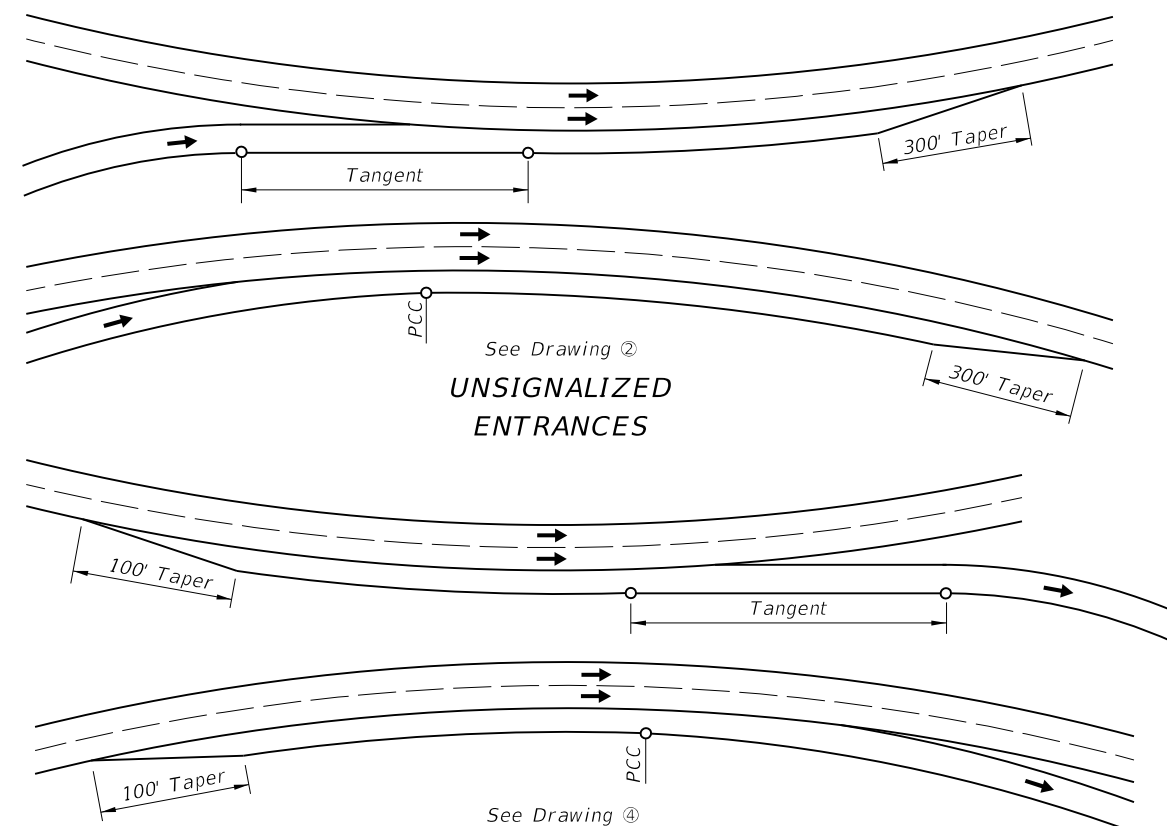 300' Taper
Tangent
PCC
See Drawing ②
300' Taper
UNSIGNALIZED
ENTRANCES
100' Taper
Tangent
PCC
100' Taper
See Drawing ④